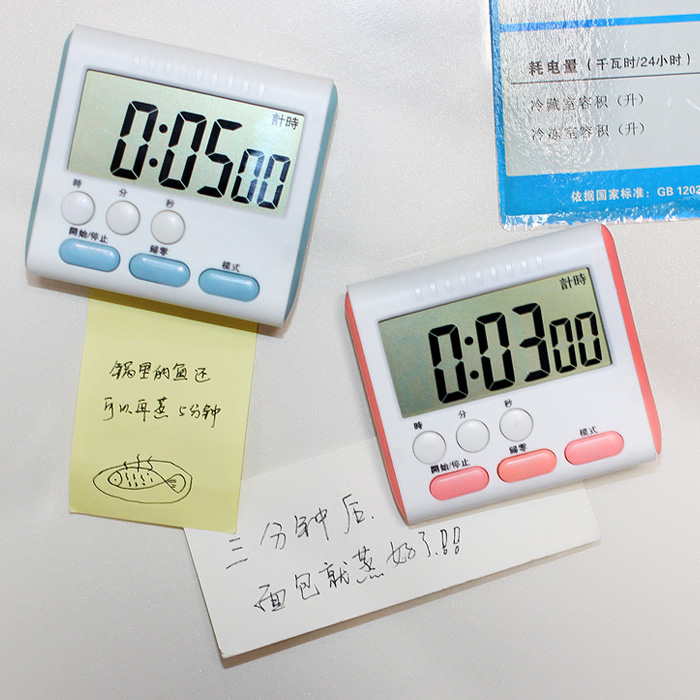 計時
0:0500
時 分 秒
開始/停止 歸零 模式
耗电量（千瓦时/24小时）
冷藏室容积（升）
冷冻室容积（升）
依据国家标准：GB 1202
計時
0:0300
時 分 秒
開始/停止 歸零 模式
锅里的鱼还
可以再蒸5分钟
三分钟后.
面包就蒸好了!!